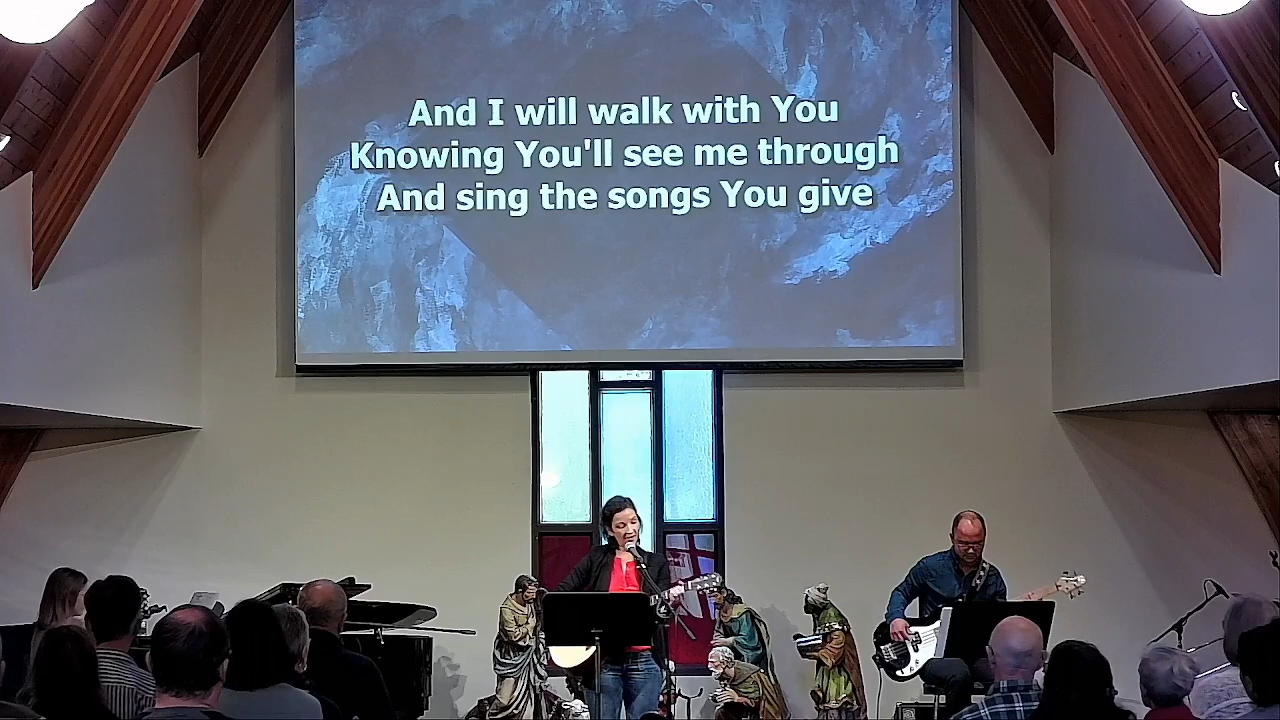 And I will walk with You
Knowing You'll see me through
And sing the songs You give